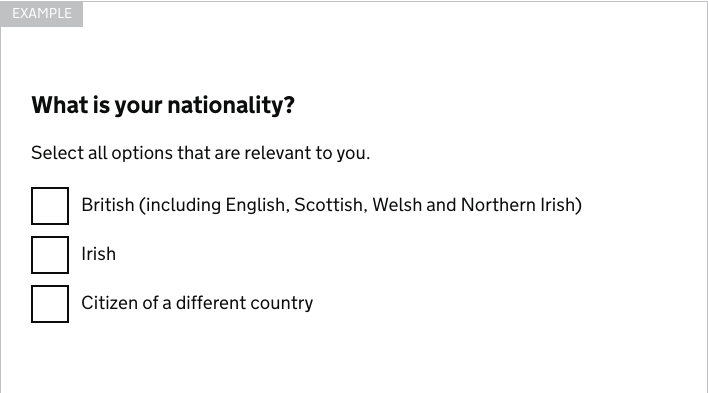 EXAMPLE
What is your nationality?
Select all options that are relevant to you.
British (including English, Scottish, Welsh and Northern Irish)
Irish
Citizen of a different country